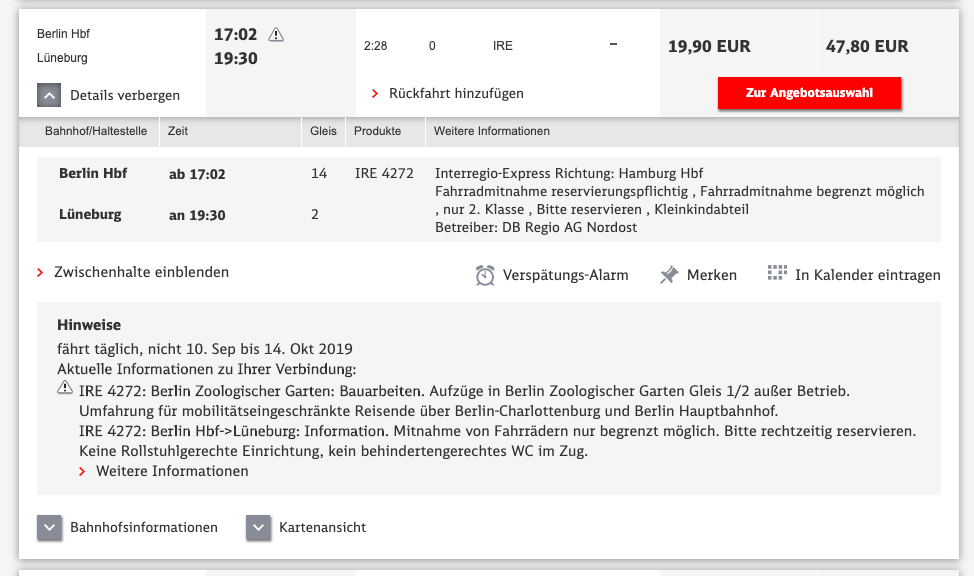 Berlin Hbf
Lüneburg
17:02
19:30
2:28 0 IRE –
19,90 EUR 47,80 EUR
Details verbergen
Rückfahrt hinzufügen
Zur Angebotsauswahl
Bahnhof/Haltestelle Zeit Gleis Produkte Weitere Informationen
Berlin Hbf ab 17:02 14 IRE 4272 Interregio-Express Richtung: Hamburg Hbf
Fahrradmitnahme reservierungspflichtig , Fahrradmitnahme begrenzt möglich
Lüneburg an 19:30 2 , nur 2. Klasse , Bitte reservieren , Kleinkindabteil
Betreiber: DB Regio AG Nordost
Zwischenhalte einblenden
Verspätungs-Alarm Merken In Kalender eintragen
Hinweise
fährt täglich, nicht 10. Sep bis 14. Okt 2019
Aktuelle Informationen zu Ihrer Verbindung:
IRE 4272: Berlin Zoologischer Garten: Bauarbeiten. Aufzüge in Berlin Zoologischer Garten Gleis 1/2 außer Betrieb.
Umfahrung für mobilitätseingeschränkte Reisende über Berlin-Charlottenburg und Berlin Hauptbahnhof.
IRE 4272: Berlin Hbf->Lüneburg: Information. Mitnahme von Fahrrädern nur begrenzt möglich. Bitte rechtzeitig reservieren.
Keine Rollstuhlgerechte Einrichtung, kein behindertengerechtes WC im Zug.
Weitere Informationen
Bahnhofsinformationen Kartenansicht